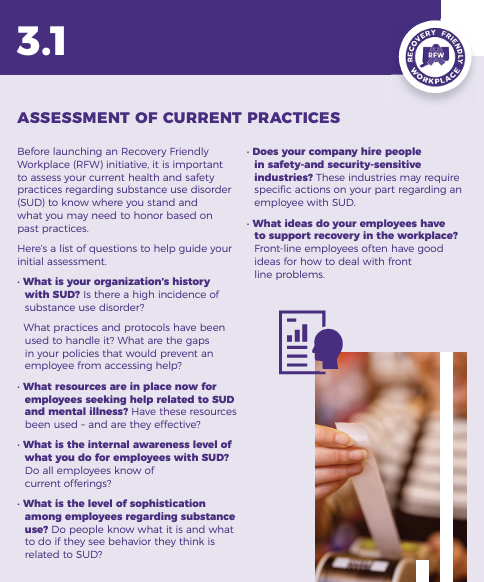 3.1
RECOVERY FRIENDLY
RFW
WORKPLACE
ASSESSMENT OF CURRENT PRACTICES
Before launching an Recovery Friendly
Workplace (RFW) initiative, it is important
to assess your current health and safety
practices regarding substance use disorder
(SUD) to know where you stand and
what you may need to honor based on
past practices.
Here's a list of questions to help guide your
initial assessment.
· What is your organization's history
with SUD? Is there a high incidence of
substance use disorder?
What practices and protocols have been
used to handle it? What are the gaps
in your policies that would prevent an
employee from accessing help?
· What resources are in place now for
employees seeking help related to SUD
and mental illness? Have these resources
been used – and are they effective?
· What is the internal awareness level of
what you do for employees with SUD?
Do all employees know of
current offerings?
· What is the level of sophistication
among employees regarding substance
use? Do people know what it is and what
to do if they see behavior they think is
related to SUD?
· Does your company hire people
in safety-and security-sensitive
industries? These industries may require
specific actions on your part regarding an
employee with SUD.
· What ideas do your employees have
to support recovery in the workplace?
Front-line employees often have good
ideas for how to deal with front
line problems.